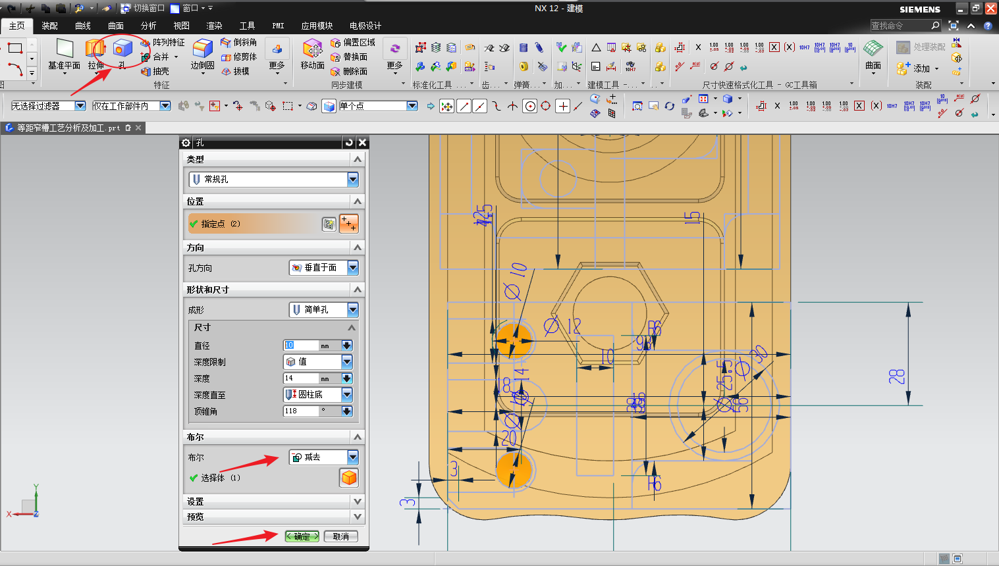 切换窗口 窗口
NX 12 - 建模
SIEMENS
主页 装配 曲线 曲面 分析 视图 渲染 工具 PMI 应用模块 电极设计
查找命令
基准平面 拉伸 孔
阵列特征
合并
抽壳
边倒圆
倒斜角
修剪体
拔模
更多
移动面
偏置区域
替换面
删除面
更多
曲面
处理装配
添加
特征
同步建模
标准化工具 ...
齿...
弹簧...
加...
建模工具 - ...
尺寸快速格式化工具 - GC工具箱
装配
无选择过滤器
仅在工作部件内
单个点
等距窄槽工艺分析及加工.prt
孔
类型
常规孔
位置
指定点 (2)
方向
孔方向
垂直于面
形状和尺寸
成形
简单孔
尺寸
直径
10
mm
深度限制
值
深度
14
mm
深度直至
圆柱底
顶锥角
118
°
布尔
布尔
减去
选择体 (1)
设置
预览
<确定>
取消
15
Ø 10
Ø 12
R6
10
14
18
20
3
3
R6
25.5
Ø 30
56
28
X
Y
Z